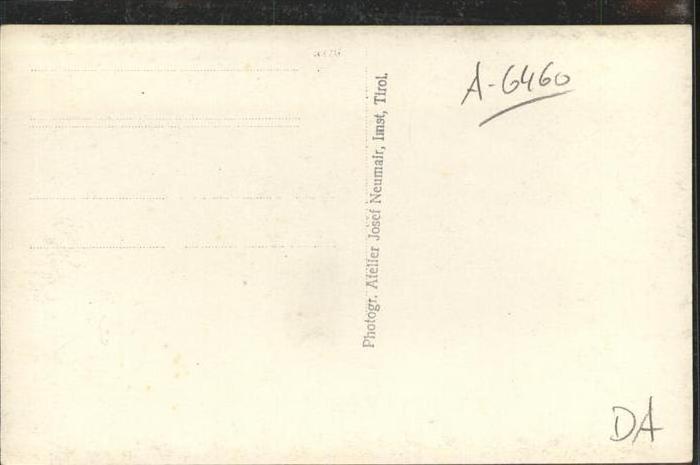 A-6460
Photogr. Atelier Josef Neumair, Imst, Tirol.
DA